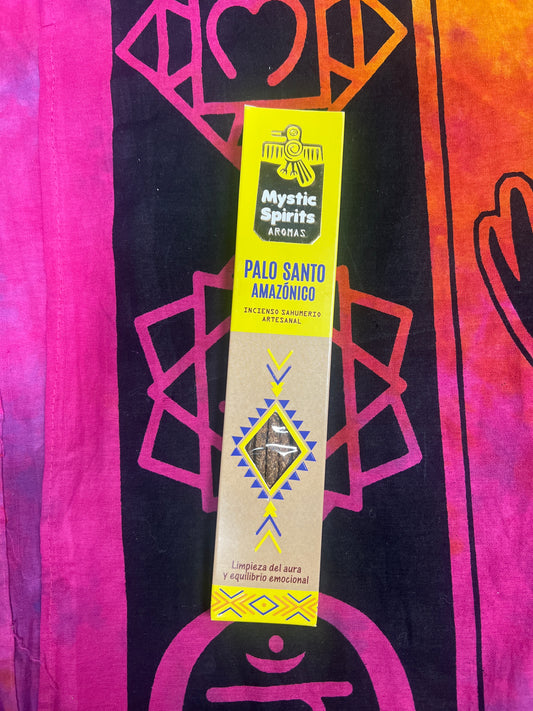 Mystic
Spirits
AROMAS
PALO SANTO
AMAZÓNICO
INCIENSO SAHUMERIO
ARTESANAL
Limpieza del aura
y equilibrio emocional